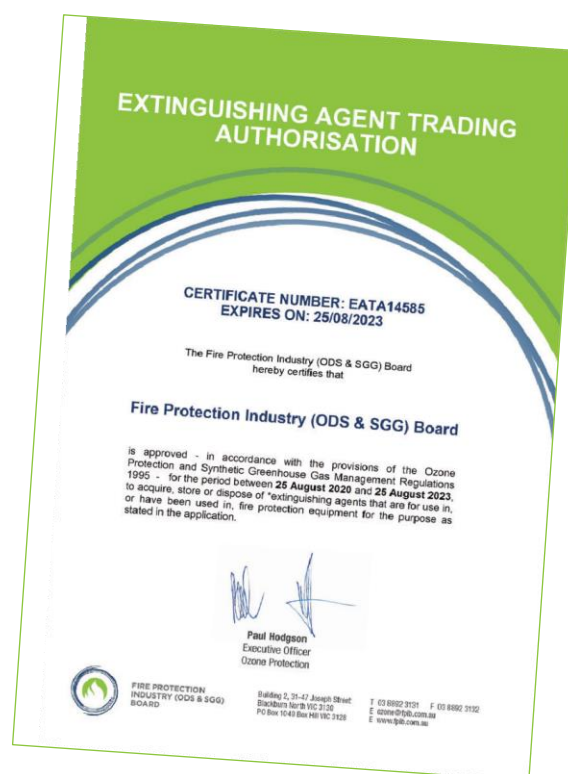 EXTINGUISHING AGENT TRADING
AUTHORISATION
CERTIFICATE NUMBER: EATA14585
EXPIRES ON: 25/08/2023
The Fire Protection Industry (ODS & SGG) Board
hereby certifies that
Fire Protection Industry (ODS & SGG) Board
is approved - in accordance with the provisions of the Ozone
Protection and Synthetic Greenhouse Gas Management Regulations
1995 - for the period between 25 August 2020 and 25 August 2023,
to acquire, store or dispose of *extinguishing agents that are for use in,
or have been used in, fire protection equipment for the purpose as
stated in the application.
Paul Hodgson
Executive Officer
Ozone Protection
FIRE PROTECTION
INDUSTRY (ODS & SGG)
BOARD
Building 2, 31-47 Joseph Street
Blackburn North VIC 3130
PO Box 1049 Box Hill VIC 3128
T 03 8892 3131 F 03 8892 3132
E ozone@fpib.com.au
E www.fpib.com.au